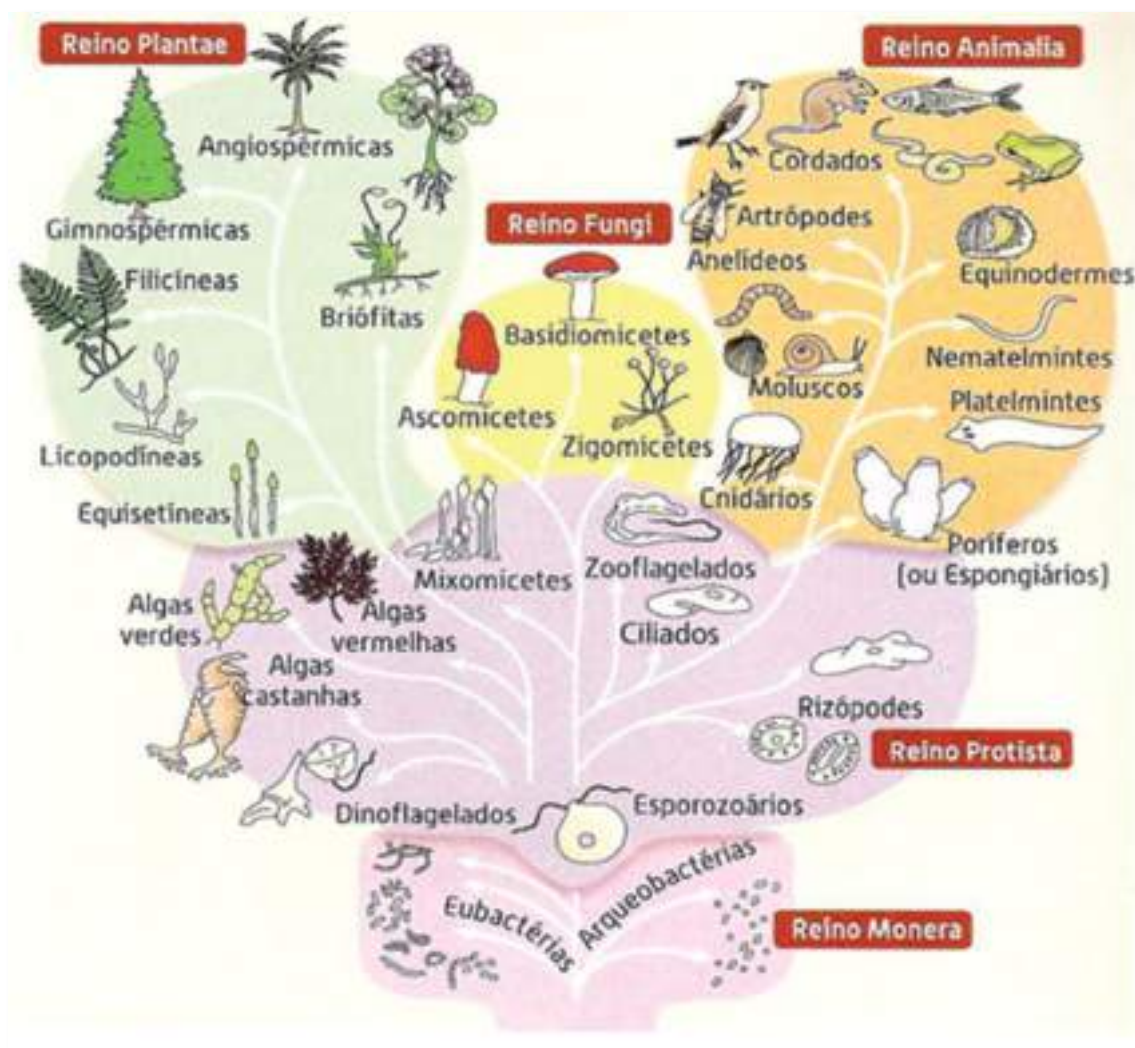 Reino Plantae
Angiospérmicas
Gimnospérmicas
Filicíneas
Briófitas
Licopodíneas
Equisetíneas
Reino Fungi
Basidiomicetes
Ascomicetes
Zigomicetes
Reino Animalia
Cordados
Artrópodes
Anelídeos
Equinodermes
Nematelmintes
Moluscos
Platelmintes
Cnidários
Poríferos
(ou Espongiários)
Mixomicetes
Zooflagelados
Ciliados
Algas
verdes
Algas
vermelhas
Algas
castanhas
Rizópodes
Reino Protista
Dinoflagelados
Esporozoários
Eubactérias
Arqueobactérias
Reino Monera